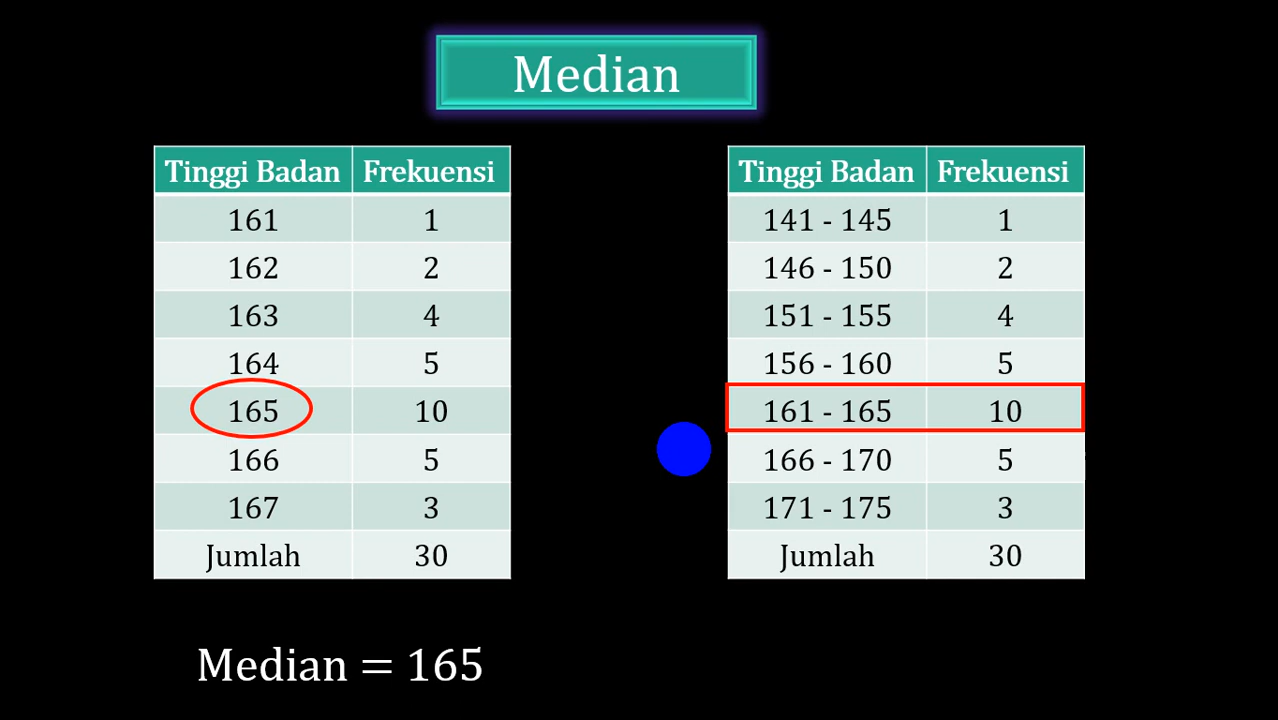 Median
Tinggi Badan Frekuensi
161 1
162 2
163 4
164 5
165 10
166 5
167 3
Jumlah 30
Tinggi Badan Frekuensi
141 - 145 1
146 - 150 2
151 - 155 4
156 - 160 5
161 - 165 10
166 - 170 5
171 - 175 3
Jumlah 30
Median = 165